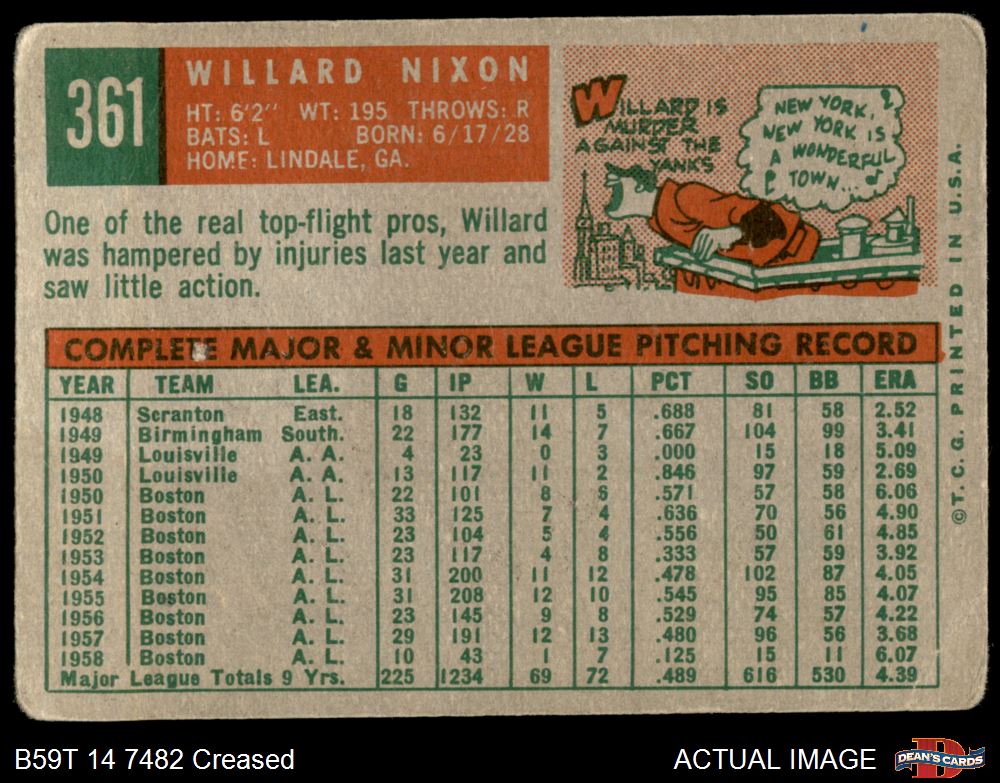 361
WILLARD NIXON
HT: 6'2" WT: 195 THROWS: R
BATS: L BORN: 6/17/28
HOME: LINDALE, GA.
WILLARD IS
MURDER
AGAINST THE
YANKS
NEW YORK,
NEW YORK IS
A WONDERFUL
TOWN...
One of the real top-flight pros, Willard
was hampered by injuries last year and
saw little action.
COMPLETE MAJOR & MINOR LEAGUE PITCHING RECORD
YEAR TEAM LEA. G IP W L PCT SO BB ERA
1948 Scranton East. 18 132 11 5 .688 81 58 2.52
1949 Birmingham South. 22 177 14 7 .667 104 99 3.41
1949 Louisville A. A. 4 23 0 3 .000 15 18 5.09
1950 Louisville A. A. 13 117 11 2 .846 97 59 2.69
1950 Boston A. L. 22 101 8 6 .571 57 58 6.06
1951 Boston A. L. 33 125 7 4 .636 70 56 4.90
1952 Boston A. L. 23 104 5 4 .556 50 61 4.85
1953 Boston A. L. 23 117 4 8 .333 57 59 3.92
1954 Boston A. L. 31 200 11 12 .478 102 87 4.05
1955 Boston A. L. 31 208 12 10 .545 95 85 4.07
1956 Boston A. L. 23 145 9 8 .529 74 57 4.22
1957 Boston A. L. 29 191 12 13 .480 96 56 3.68
1958 Boston A. L. 10 43 1 7 .125 15 11 6.07
Major League Totals 9 Yrs. 225 1234 69 72 .489 616 530 4.39
©T. C. G. PRINTED IN U.S.A.
B59T 14 7482 Creased
ACTUAL IMAGE
DEAN'S CARDS